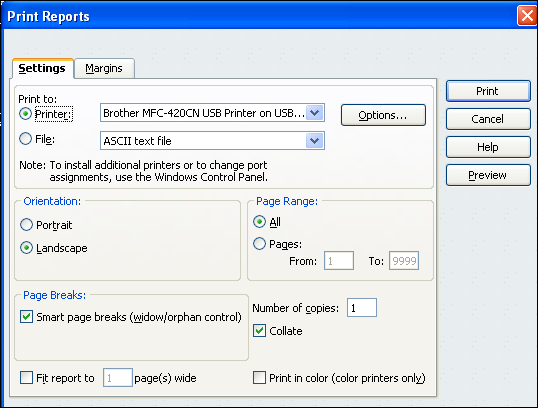 Print Reports
Settings
Margins
Print to:
Printer:
Brother MFC-420CN USB Printer on USB...
Options...
File:
ASCII text file
Note: To install additional printers or to change port
assignments, use the Windows Control Panel.
Print
Cancel
Help
Preview
Orientation:
Portrait
Landscape
Page Range:
All
Pages:
From: 1 To: 9999
Page Breaks:
Smart page breaks (widow/orphan control)
Number of copies: 1
Collate
Fit report to 1 page(s) wide
Print in color (color printers only)